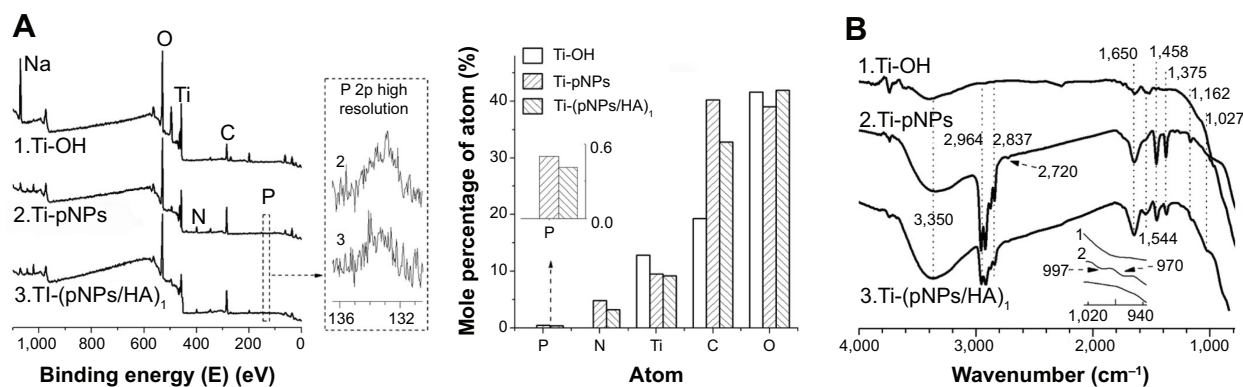 A
Na
O
Ti
C
1.Ti-OH
P
N
2.Ti-pNPs
3.TI-(pNPs/HA)1
1,000 800 600 400 200 0
Binding energy (E) (eV)
P 2p high
resolution
2
3
136 132
Mole percentage of atom (%)
40
30
20
10
0
Ti-OH
Ti-pNPs
Ti-(pNPs/HA)1
0.6
0.0
P
P N Ti C O
Atom
B
1.Ti-OH
2.Ti-pNPs
3.Ti-(pNPs/HA)1
1,650
1,458
1,375
1,162
1,027
2,964
2,837
2,720
3,350
1,544
1
2
997
970
1,020 940
4,000 3,000 2,000 1,000
Wavenumber (cm–1)